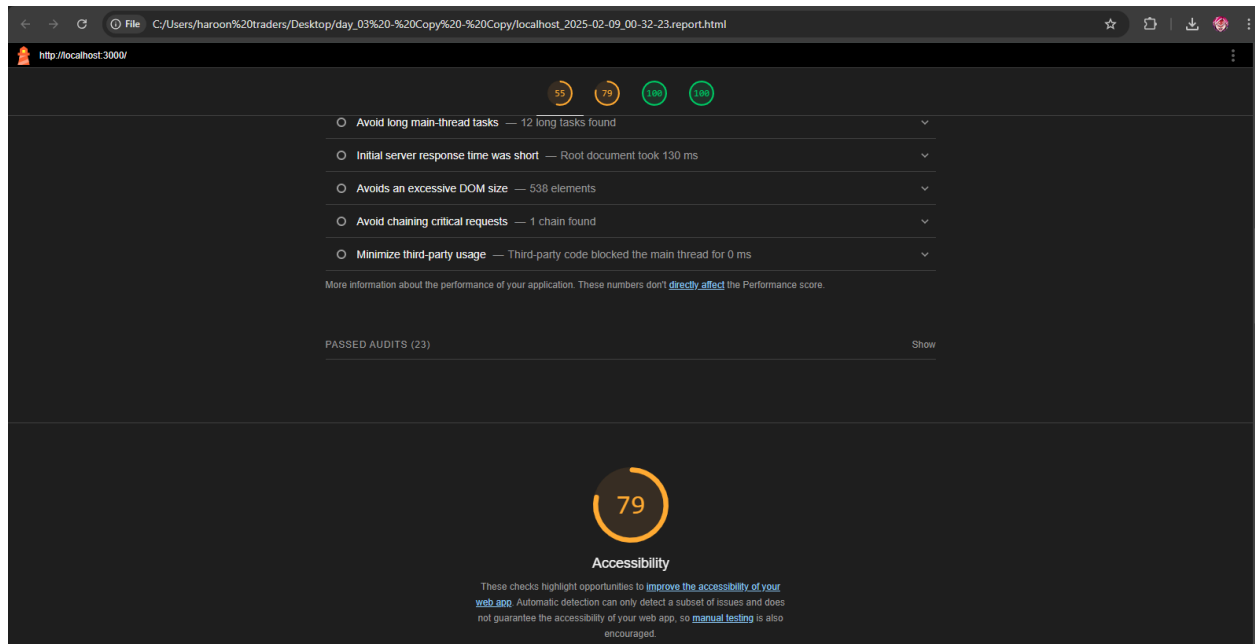 File C:/Users/haroon%20traders/Desktop/day_03%20-%20Copy%20-%20Copy/localhost_2025-02-09_00-32-23.report.html
http://localhost:3000/
55 79 100 100
Avoid long main-thread tasks — 12 long tasks found
Initial server response time was short — Root document took 130 ms
Avoids an excessive DOM size — 538 elements
Avoid chaining critical requests — 1 chain found
Minimize third-party usage — Third-party code blocked the main thread for 0 ms
More information about the performance of your application. These numbers don't directly affect the Performance score.
PASSED AUDITS (23) Show
79
Accessibility
These checks highlight opportunities to improve the accessibility of your
web app. Automatic detection can only detect a subset of issues and does
not guarantee the accessibility of your web app, so manual testing is also
encouraged.